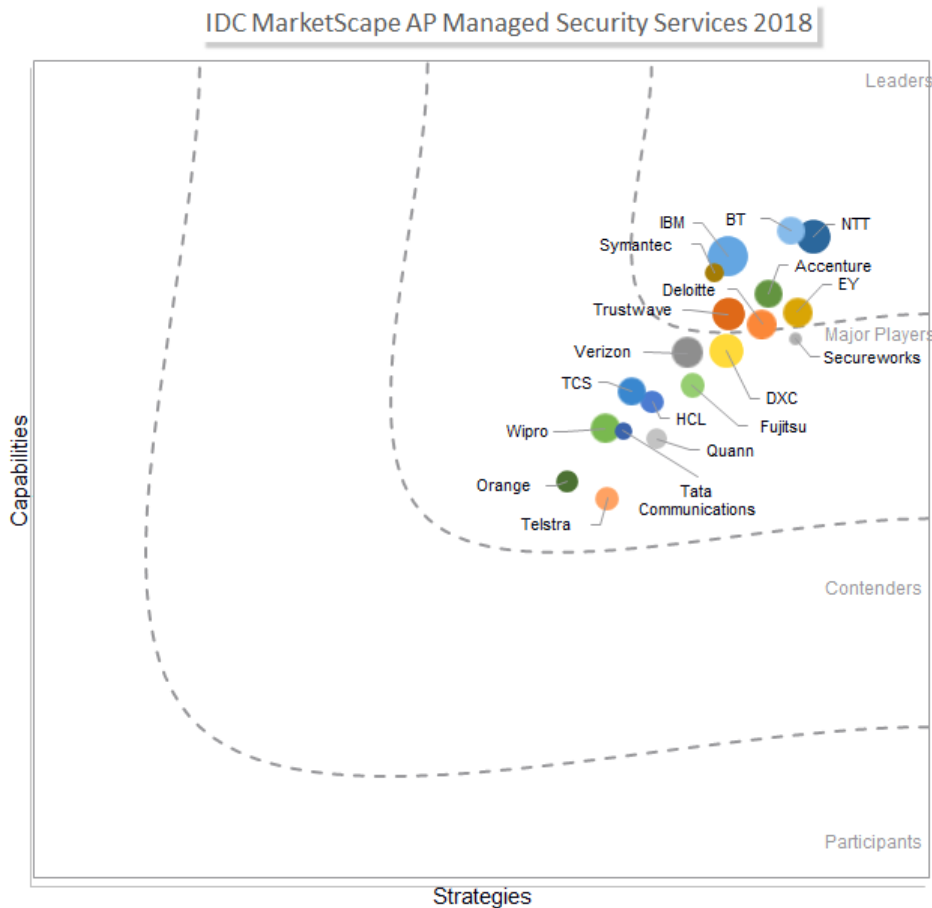 IDC MarketScape AP Managed Security Services 2018
Leaders
IBM
BT
NTT
Symantec
Accenture
Deloitte
EY
Trustwave
Major Players
Verizon
Secureworks
TCS
DXC
HCL
Fujitsu
Wipro
Quann
Orange
Tata
Communications
Telstra
Capabilities
Contenders
Participants
Strategies